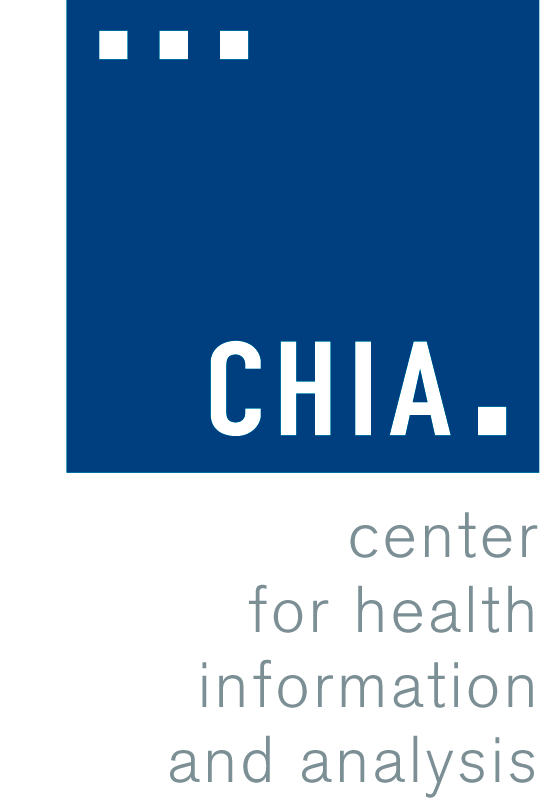 CHIA.
center
for health
information
and analysis